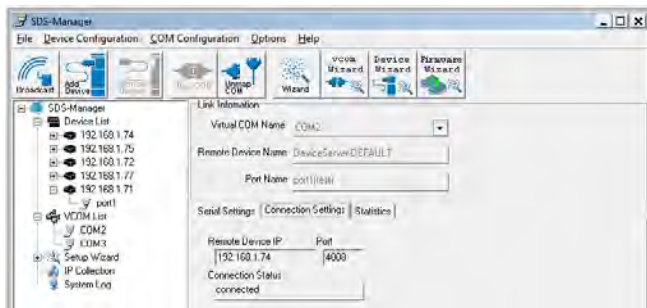 SDS-Manager
File Device Configuration COM Configuration Options Help
Broadcast Add Device Unmap COM Wizard VCOM Wizard Device Wizard Firmware Wizard
SDS-Manager
Device List
192.168.1.74
192.168.1.75
192.168.1.72
192.168.1.77
192.168.1.71
port1
VCOM List
COM2
COM3
Setup Wizard
IP Collection
System Log
Link Infomation
Virtual COM Name COM2
Remote Device Name DeviceServerDEFAULT
Port Name
Serial Settings Connection Settings Statistics
Remote Device IP Port
192.168.1.74 4000
Connection Status
connected